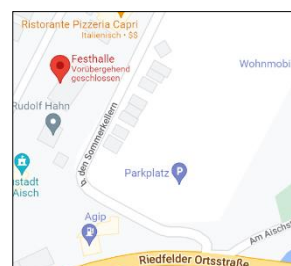 Ristorante Pizzeria Capri
Italienisch • $$
Festhalle
Vorübergehend
geschlossen
Wohnmobi
Rudolf Hahn
den Sommerkellern
Parkplatz
P
ustadt
Aisch
Agip
Am Aischs
Riedfelder Ortsstraße